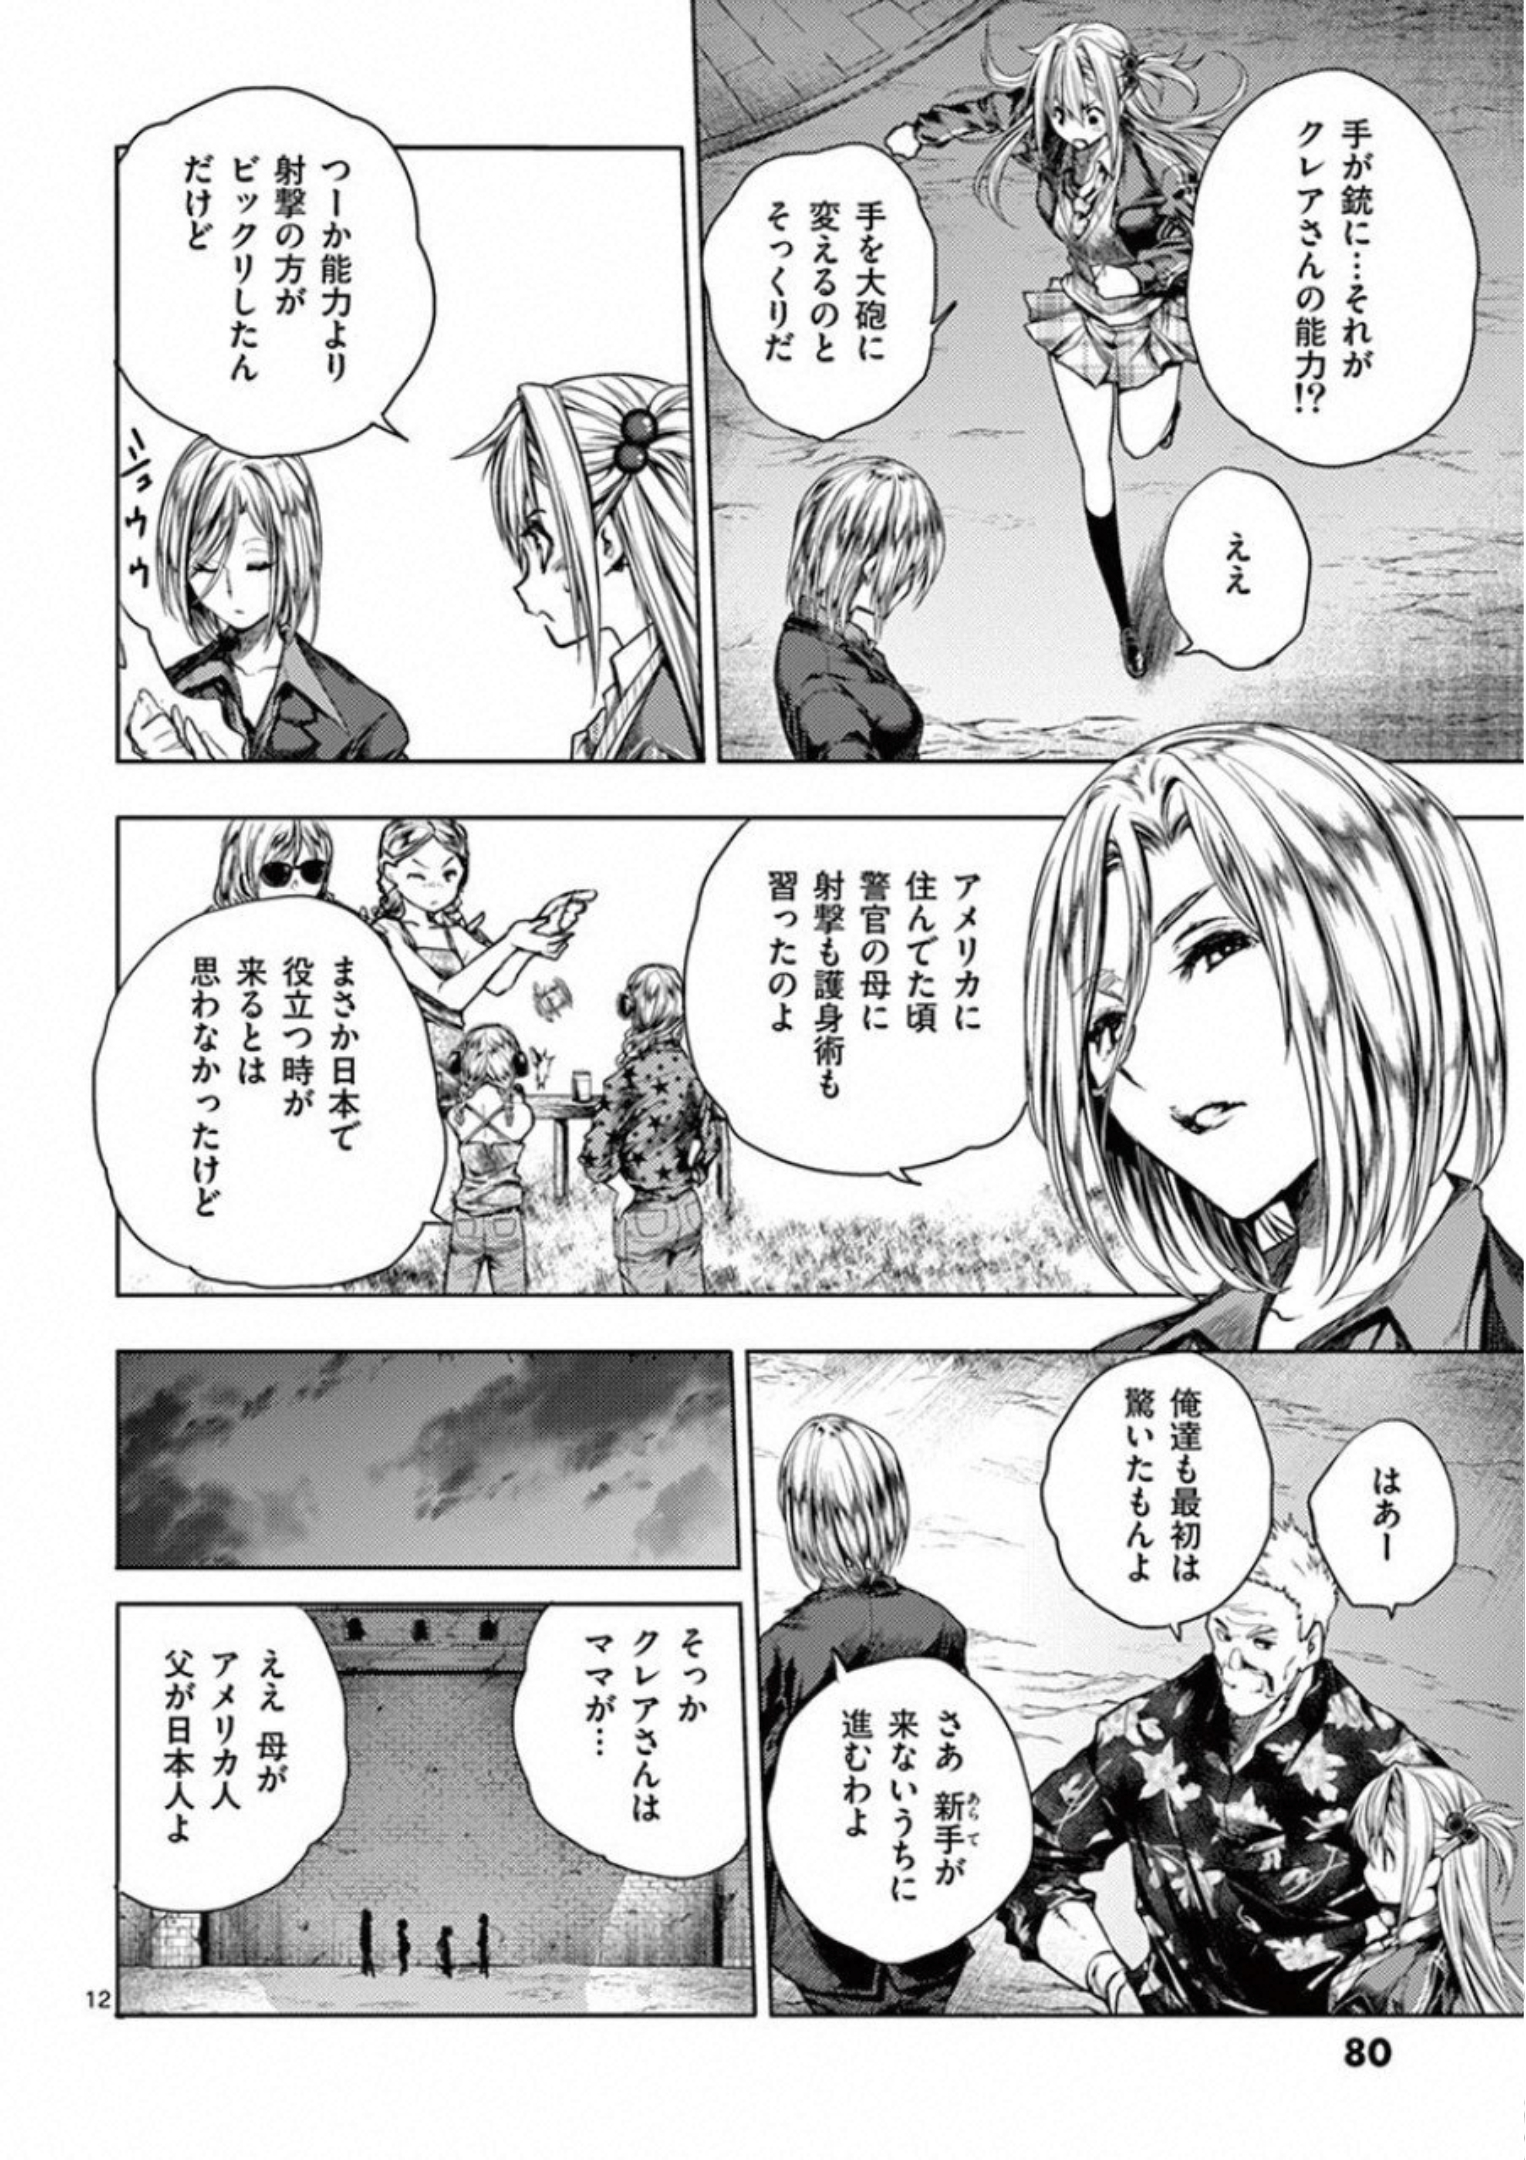 手が銃に…それが
クレアさんの能力!?
手を大砲に
変えるのと
そっくりだ
ええ
つーか能力より
射撃の方が
ビックリしたん
だけど
シュウウ
アメリカに
住んでた頃
警官の母に
射撃も護身術も
習ったのよ
まさか日本で
役立つ時が
来るとは
思わなかったけど
はあー
俺達も最初は
驚いたもんよ
さあ 新手が
あらて
来ないうちに
進むわよ
そっか
クレアさんは
ママが…
ええ 母が
アメリカ人
父が日本人よ
12
80